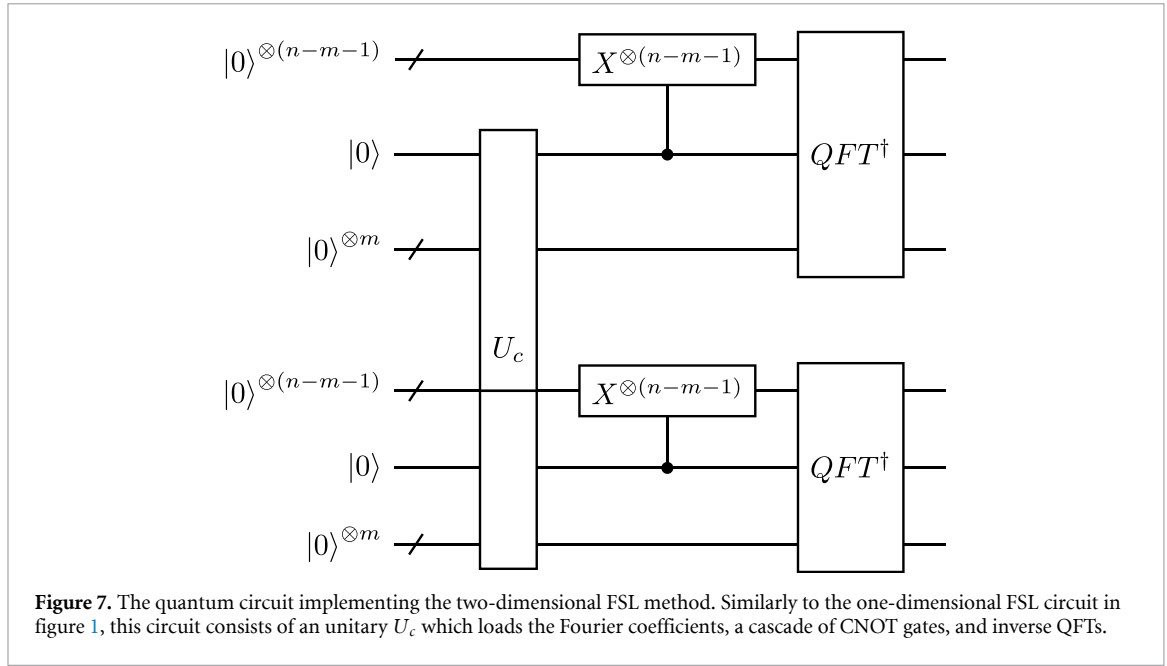 |0⟩^{⊗(n−m−1)} X^{⊗(n−m−1)}
|0⟩ QFT^†
|0⟩^{⊗m}
U_c
|0⟩^{⊗(n−m−1)} X^{⊗(n−m−1)}
|0⟩ QFT^†
|0⟩^{⊗m}
Figure 7. The quantum circuit implementing the two-dimensional FSL method. Similarly to the one-dimensional FSL circuit in
figure 1, this circuit consists of an unitary U_c which loads the Fourier coefficients, a cascade of CNOT gates, and inverse QFTs.